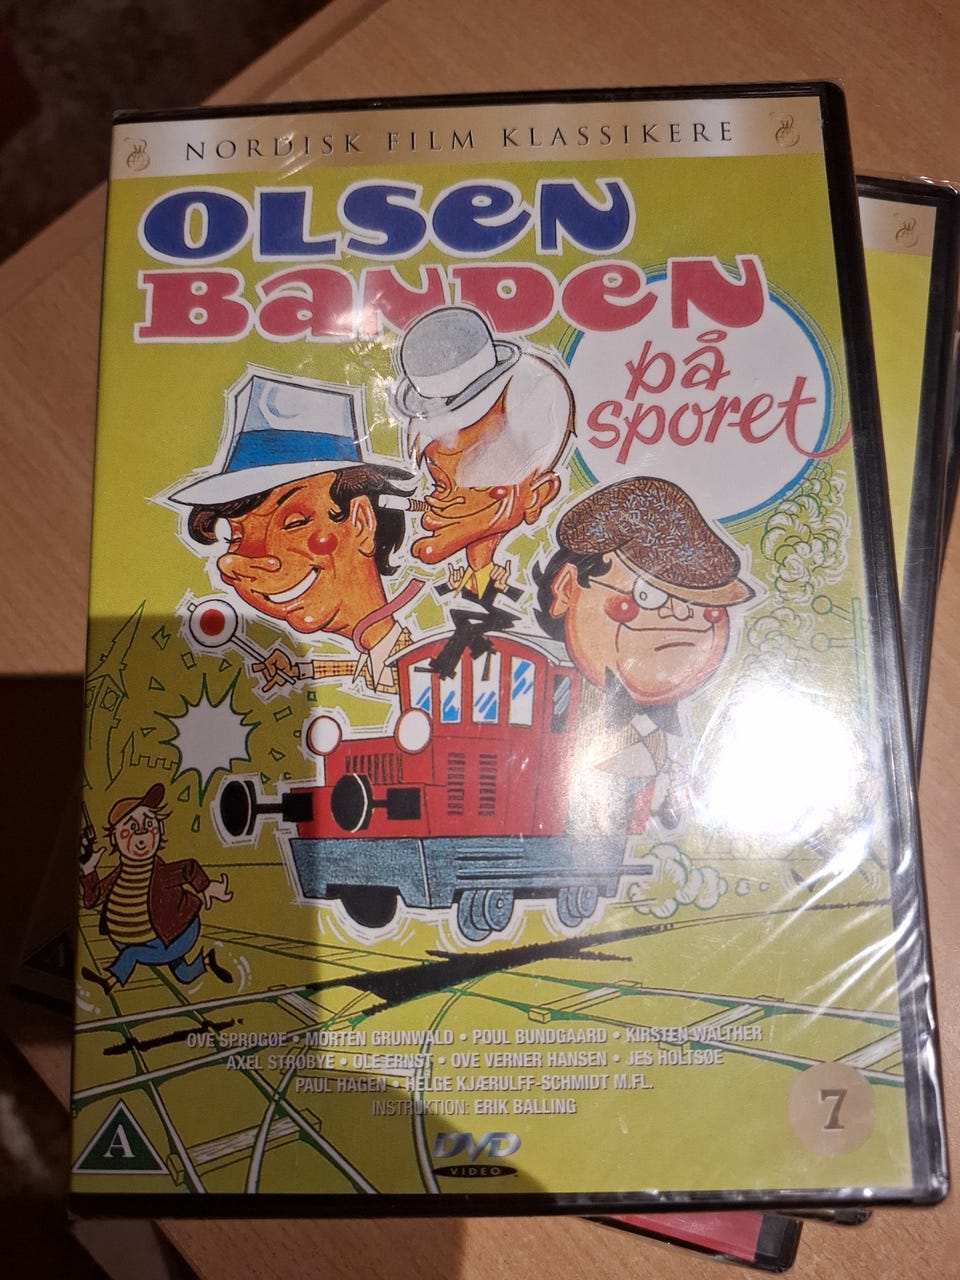 NORDISK FILM KLASSIKERE
OLSEN
BANDEN
på
sporet
OVE SPROGØE • MORTEN GRUNWALD • POUL BUNDGAARD • KIRSTEN WALTHER
AXEL STRØBYE • OLE ERNST • OVE VERNER HANSEN • JES HOLTSØE
PAUL HAGEN • HELGE KJÆRULFF-SCHMIDT M.FL.
INSTRUKTION: ERIK BALLING
7
A
DVD
VIDEO